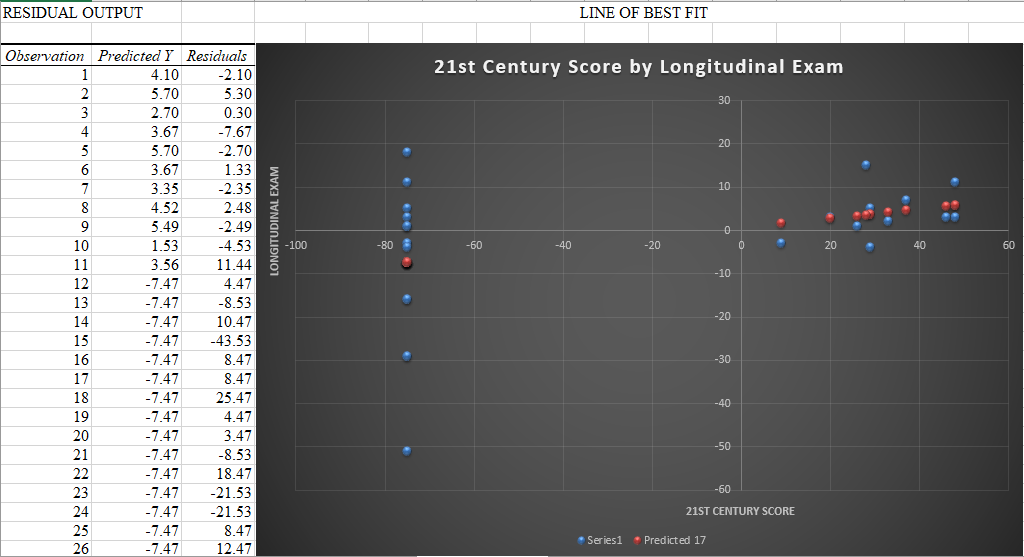 RESIDUAL OUTPUT
LINE OF BEST FIT
Observation Predicted Y Residuals
1 4.10 -2.10
2 5.70 5.30
3 2.70 0.30
4 3.67 -7.67
5 5.70 -2.70
6 3.67 1.33
7 3.35 -2.35
8 4.52 2.48
9 5.49 -2.49
10 1.53 -4.53
11 3.56 11.44
12 -7.47 4.47
13 -7.47 -8.53
14 -7.47 10.47
15 -7.47 -43.53
16 -7.47 8.47
17 -7.47 8.47
18 -7.47 25.47
19 -7.47 4.47
20 -7.47 3.47
21 -7.47 -8.53
22 -7.47 18.47
23 -7.47 -21.53
24 -7.47 -21.53
25 -7.47 8.47
26 -7.47 12.47
21st Century Score by Longitudinal Exam
LONGITUDINAL EXAM
30
20
10
0
-10
-20
-30
-40
-50
-60
-100 -80 -60 -40 -20 0 20 40 60
21ST CENTURY SCORE
Series1 Predicted 17